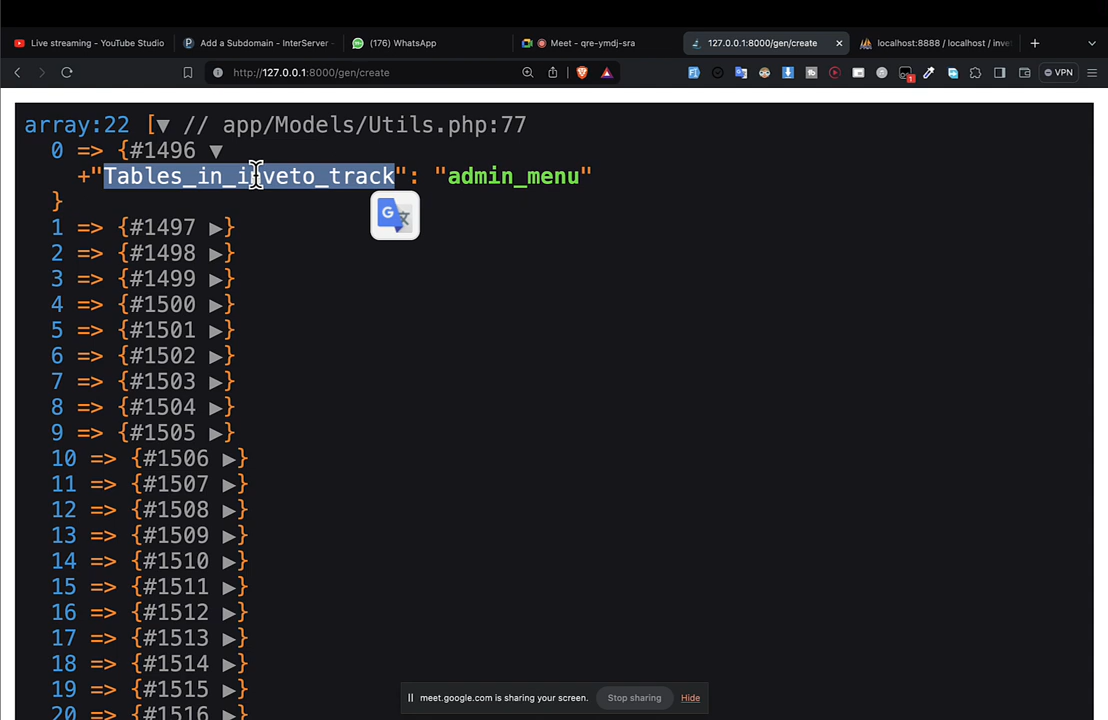 Live streaming - YouTube Studio
Add a Subdomain - InterServer -
(176) WhatsApp
Meet - qre-ymdj-sra
127.0.0.1:8000/gen/create
localhost:8888 / localhost / inve
http://127.0.0.1:8000/gen/create
1
VPN
array:22 [▼ // app/Models/Utils.php:77
0 => {#1496 ▼
+"Tables_in_inveto_track": "admin_menu"
}
1 => {#1497 ▶}
2 => {#1498 ▶}
3 => {#1499 ▶}
4 => {#1500 ▶}
5 => {#1501 ▶}
6 => {#1502 ▶}
7 => {#1503 ▶}
8 => {#1504 ▶}
9 => {#1505 ▶}
10 => {#1506 ▶}
11 => {#1507 ▶}
12 => {#1508 ▶}
13 => {#1509 ▶}
14 => {#1510 ▶}
15 => {#1511 ▶}
16 => {#1512 ▶}
17 => {#1513 ▶}
18 => {#1514 ▶}
19 => {#1515 ▶}
20 => {#1516 ▶}
meet.google.com is sharing your screen.
Stop sharing
Hide